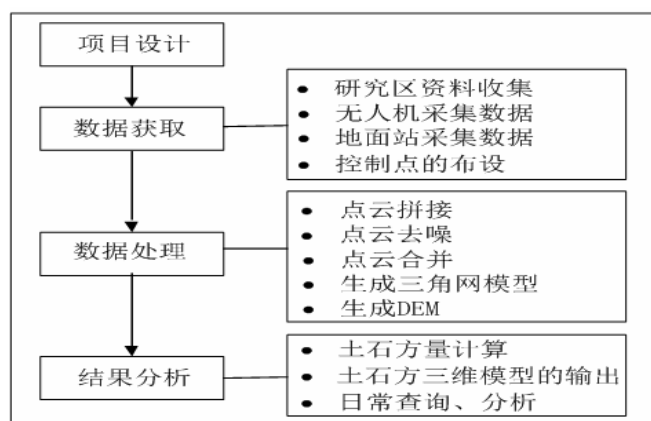 项目设计
数据获取
• 研究区资料收集
• 无人机采集数据
• 地面站采集数据
• 控制点的布设
数据处理
• 点云拼接
• 点云去噪
• 点云合并
• 生成三角网模型
• 生成DEM
结果分析
• 土石方量计算
• 土石方三维模型的输出
• 日常查询、分析